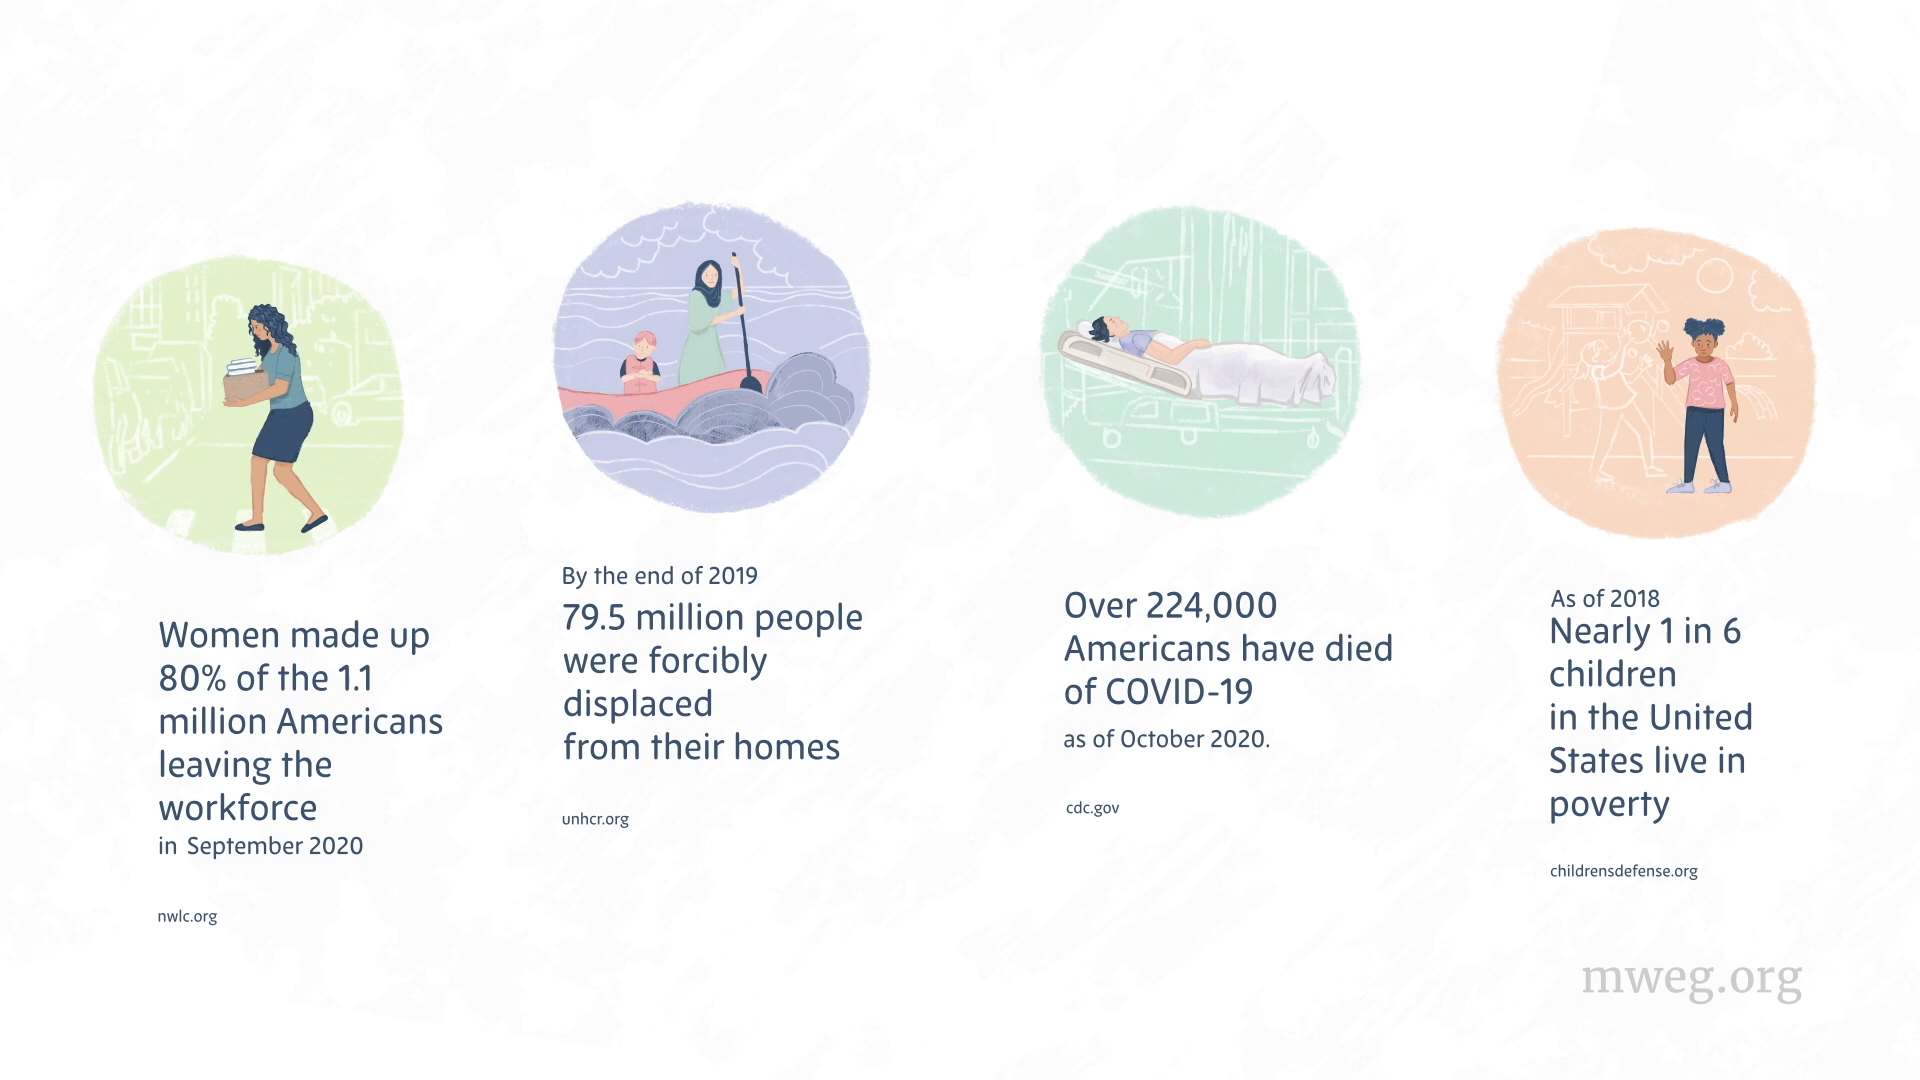 Women made up
80% of the 1.1
million Americans
leaving the
workforce
in September 2020
nwlc.org
By the end of 2019
79.5 million people
were forcibly
displaced
from their homes
unhcr.org
Over 224,000
Americans have died
of COVID-19
as of October 2020.
cdc.gov
As of 2018
Nearly 1 in 6
children
in the United
States live in
poverty
childrensdefense.org
mweg.org